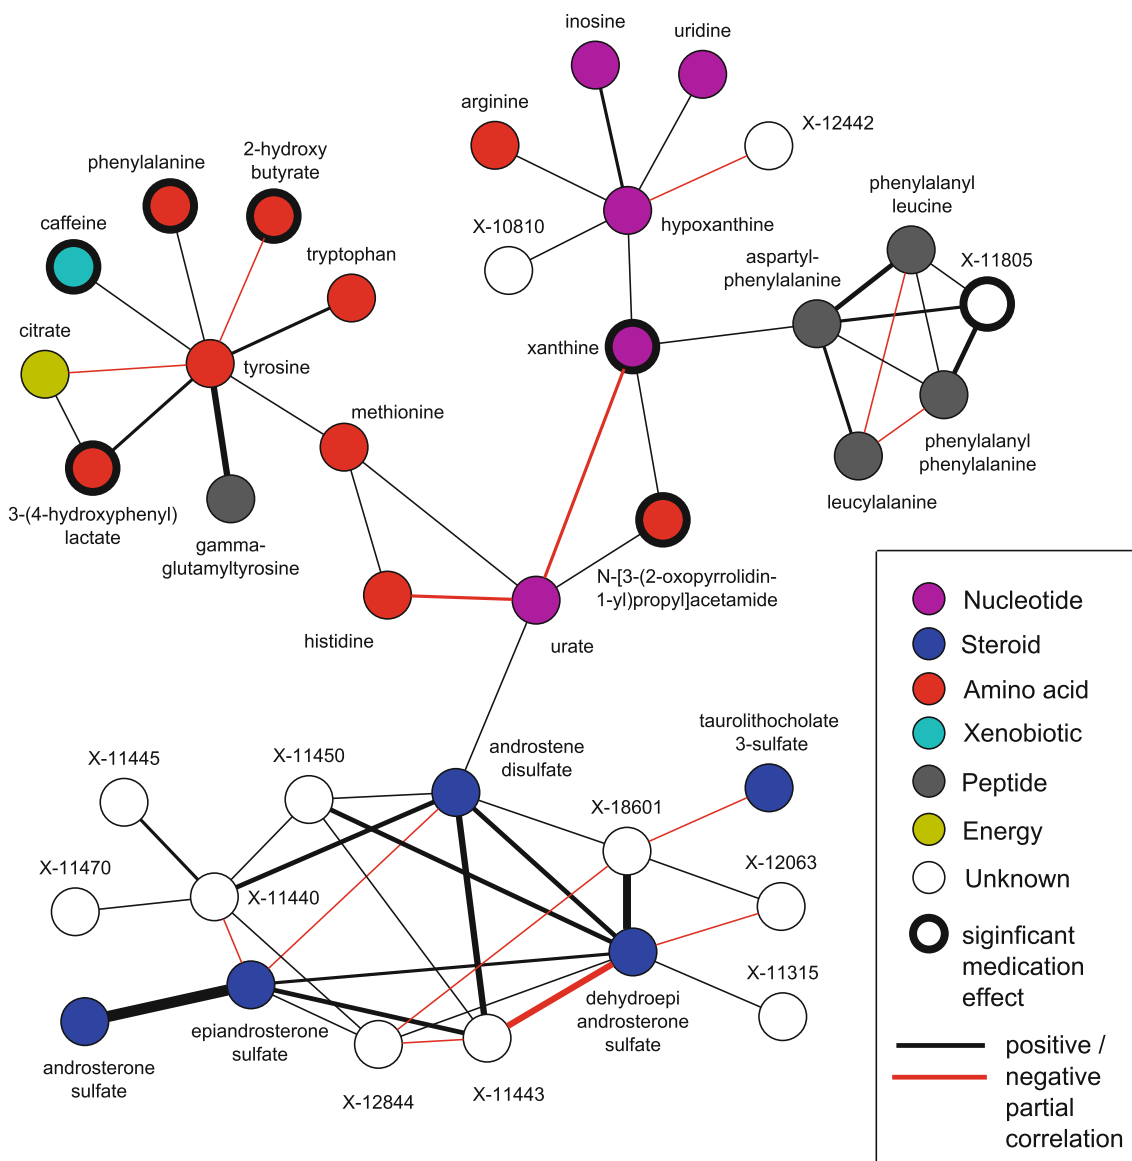 inosine
uridine
arginine
X-12442
2-hydroxy
butyrate
phenylalanine
phenylalanyl
leucine
caffeine
X-10810
hypoxanthine
tryptophan
aspartyl-
phenylalanine
X-11805
citrate
xanthine
tyrosine
methionine
phenylalanyl
phenylalanine
leucylalanine
3-(4-hydroxyphenyl)
lactate
gamma-
glutamyltyrosine
N-[3-(2-oxopyrrolidin-
1-yl)propyl]acetamide
histidine
urate
androstene
disulfate
taurolithocholate
3-sulfate
X-11445
X-11450
X-18601
X-11470
X-11440
X-12063
X-11315
epiandrosterone
sulfate
dehydroepi
androsterone
sulfate
androsterone
sulfate
X-12844
X-11443
Nucleotide
Steroid
Amino acid
Xenobiotic
Peptide
Energy
Unknown
siginficant
medication
effect
positive /
negative
partial
correlation